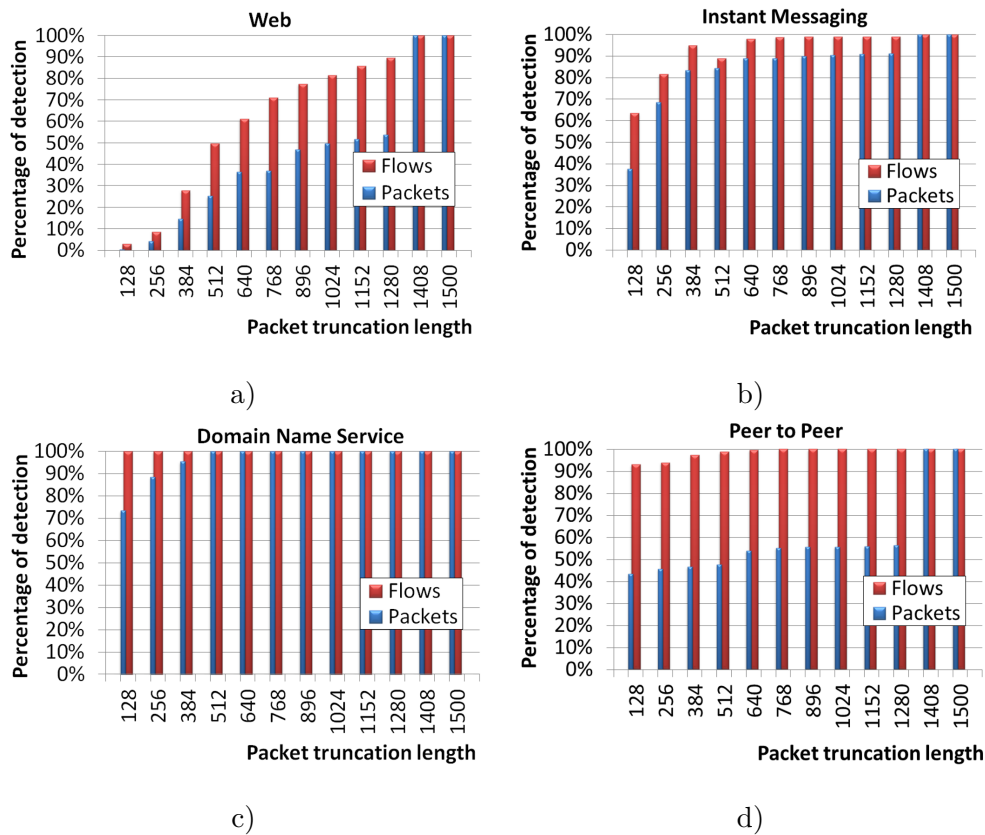 Web
Percentage of detection
100%
90%
80%
70%
60%
50%
40%
30%
20%
10%
0%
Flows
Packets
128 256 384 512 640 768 896 1024 1152 1280 1408 1500
Packet truncation length
a)
Instant Messaging
Percentage of detection
100%
90%
80%
70%
60%
50%
40%
30%
20%
10%
0%
Flows
Packets
128 256 384 512 640 768 896 1024 1152 1280 1408 1500
Packet truncation length
b)
Domain Name Service
Percentage of detection
100%
90%
80%
70%
60%
50%
40%
30%
20%
10%
0%
Flows
Packets
128 256 384 512 640 768 896 1024 1152 1280 1408 1500
Packet truncation length
c)
Peer to Peer
Percentage of detection
100%
90%
80%
70%
60%
50%
40%
30%
20%
10%
0%
Flows
Packets
128 256 384 512 640 768 896 1024 1152 1280 1408 1500
Packet truncation length
d)